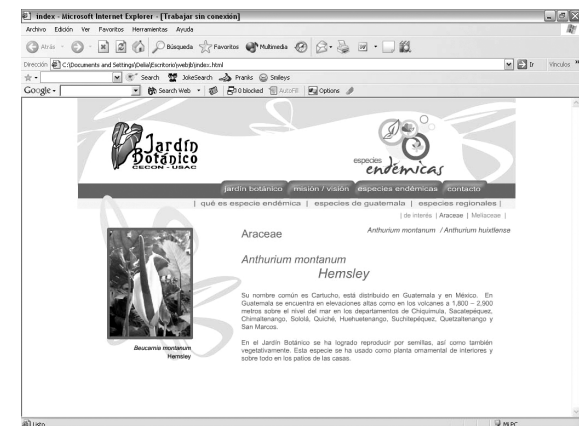 index - Microsoft Internet Explorer - [Trabajar sin conexión]
Archivo Edición Ver Favoritos Herramientas Ayuda
Atrás Búsqueda Favoritos Multimedia
Dirección C:\Documents and Settings\Delia\Escritorio\webjb\index.html Ir Vínculos »
Search JokeSearch Pranks Smileys
Google Search Web 0 blocked AutoFill Options
Jardín
Botánico
CECON - USAC
especies
endémicas
jardín botánico misión / visión especies endémicas contacto
| qué es especie endémica | especies de guatemala | especies regionales |
| de interés | Araceae | Meliaceae |
Araceae
Anthurium montanum / Anthurium huixtlense
Anthurium montanum
Hemsley
Su nombre común es Cartucho, está distribuido en Guatemala y en México. En
Guatemala se encuentra en elevaciones altas como en los volcanes a 1,800 – 2,900
metros sobre el nivel del mar en los departamentos de Chiquimula, Sacatepéquez,
Chimaltenango, Sololá, Quiché, Huehuetenango, Suchitepéquez, Quetzaltenango y
San Marcos.
En el Jardín Botánico se ha logrado reproducir por semillas, así como también
vegetativamente. Esta especie se ha usado como planta ornamental de interiores y
sobre todo en los patios de las casas.
Beucarnia montanum
Hemsley
Listo
Mi PC